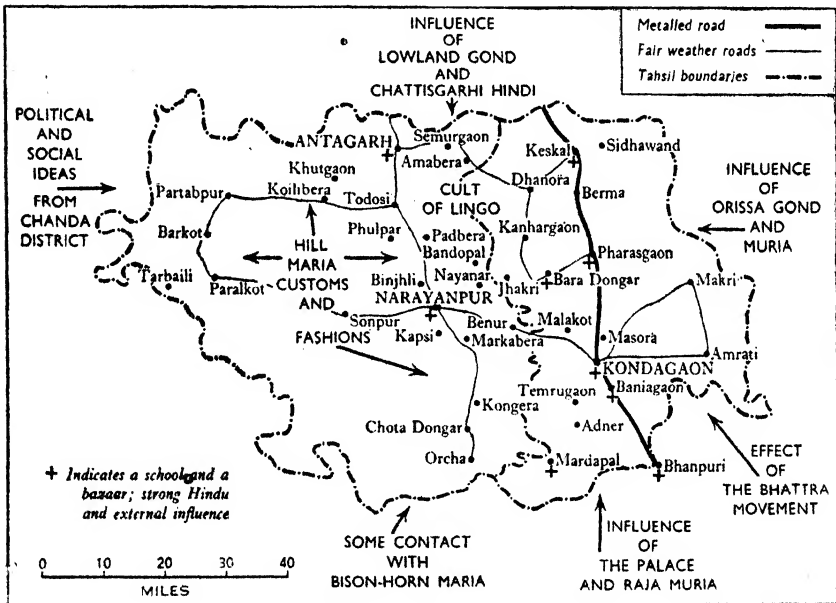 INFLUENCE
OF
LOWLAND GOND
AND
CHATTISGARHI HINDI
Metalled road
Fair weather roads
Tahsil boundaries
POLITICAL
AND
SOCIAL
IDEAS
FROM
CHANDA
DISTRICT
ANTAGARH
Semurgaon
Amabera
Keskal
Sidhawand
Khutgaon
Koilibera
Partabpur
Todosi
CULT
OF LINGO
Dhanora
Berma
INFLUENCE
OF
ORISSA GOND
AND
MURIA
Barkot
Phulpar
Padbera
Bandopal
Kanhargaon
Pharasgaon
HILL
MARIA
CUSTOMS
AND
FASHIONS
Tarbaili
Paralkot
Binjhli
Nayanar
Jhakri
Bara Dongar
Makri
NARAYANPUR
Sonpur
Kapsi
Benur
Markabera
Malakot
Masora
Amrati
KONDAGAON
Baniagaon
Temrugaon
Kongera
Adner
Chota Dongar
Orcha
Mardapal
Bhanpuri
EFFECT
OF
THE BHATTRA
MOVEMENT
+ Indicates a school and a
bazaar; strong Hindu
and external influence
SOME CONTACT
WITH
BISON-HORN MARIA
INFLUENCE
OF
THE PALACE
AND RAJA MURIA
0 10 20 30 40
MILES